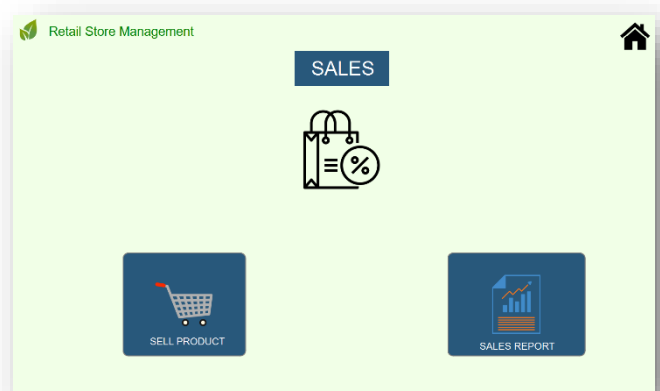 Retail Store Management
SALES
%
SELL PRODUCT
SALES REPORT